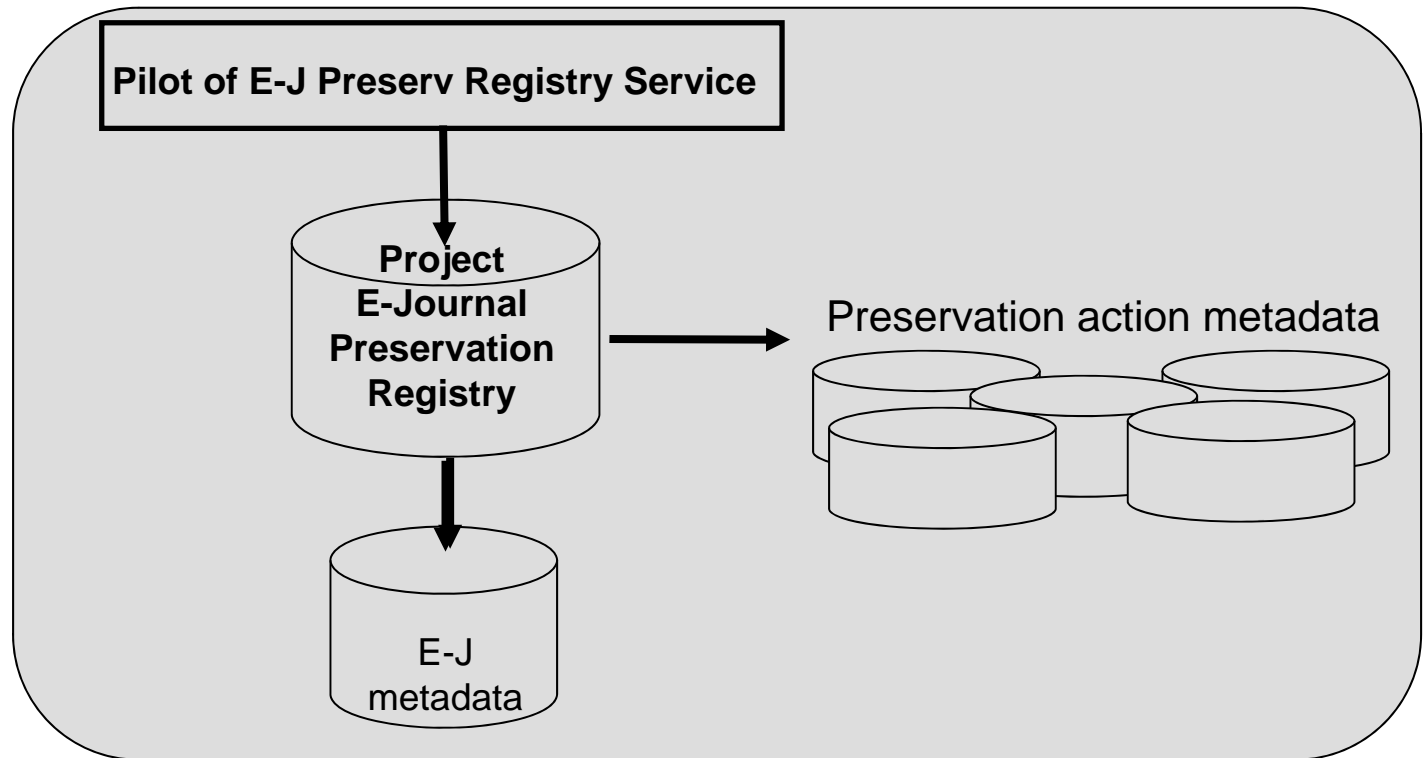 Pilot of E-J Preserv Registry Service
Project
E-Journal
Preservation
Registry
Preservation action metadata
E-J
metadata